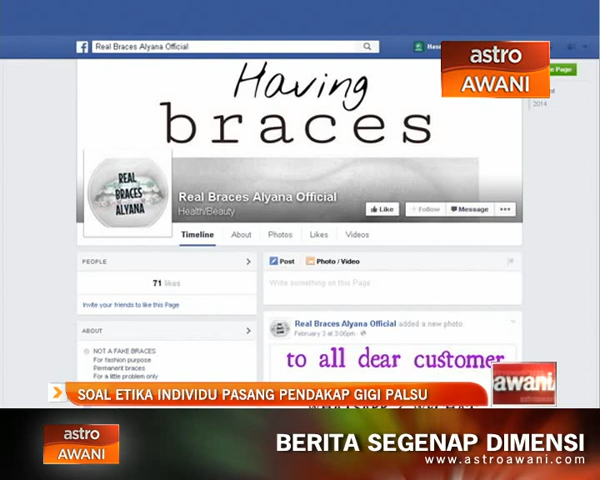 Real Braces Alyana Official
astro
AWANI
Page
2014
Having
braces
REAL
BRACES
ALYANA
Real Braces Alyana Official
Health/Beauty
Like
Follow
Message
Timeline
About
Photos
Likes
Videos
PEOPLE
71 likes
Invite your friends to like this Page
ABOUT
NOT A FAKE BRACES
For fashion purpose
Permanent braces
For a little problem only
Post
Photo / Video
Write something on this Page
Real Braces Alyana Official added a new photo.
February 2 at 3:06pm
to all dear customer
awani
SOAL ETIKA INDIVIDU PASANG PENDAKAP GIGI PALSU
astro
AWANI
BERITA SEGENAP DIMENSI
www.astroawani.com